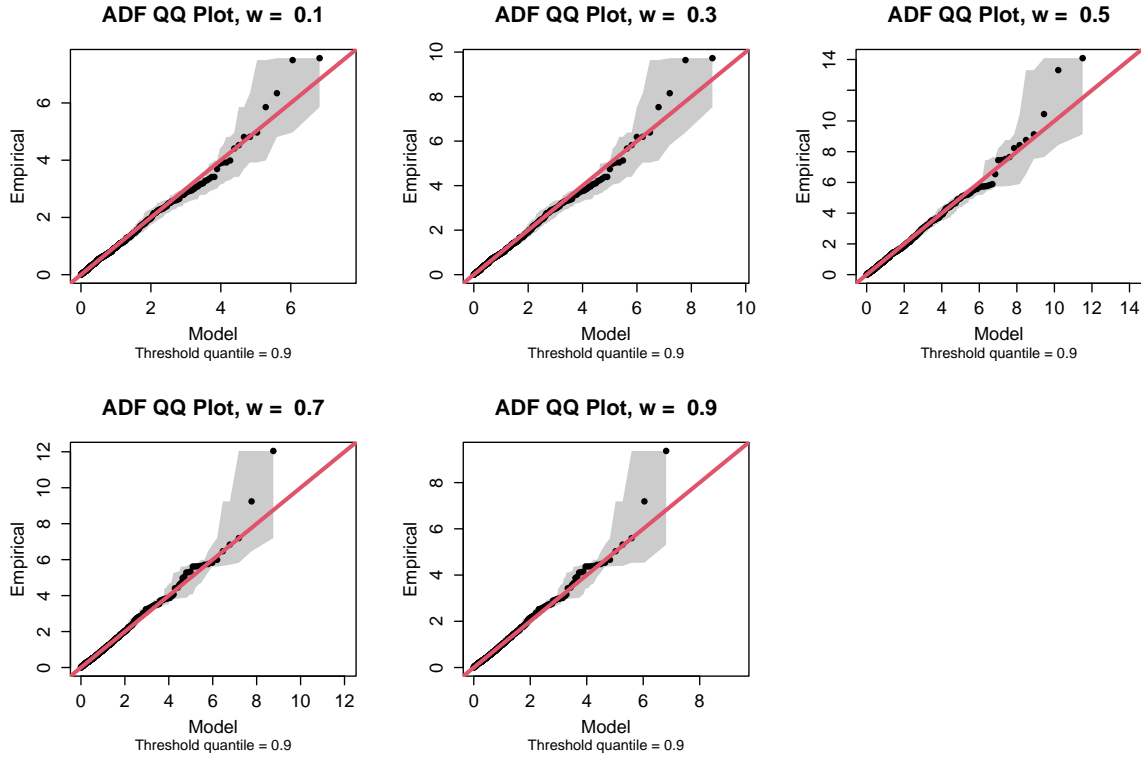 ADF QQ Plot, w = 0.1
Empirical
0 2 4 6
0 2 4 6
Model
Threshold quantile = 0.9
ADF QQ Plot, w = 0.3
Empirical
0 2 4 6 8 10
0 2 4 6 8 10
Model
Threshold quantile = 0.9
ADF QQ Plot, w = 0.5
Empirical
0 2 4 6 8 10 14
0 2 4 6 8 10 12 14
Model
Threshold quantile = 0.9
ADF QQ Plot, w = 0.7
Empirical
0 2 4 6 8 10 12
0 2 4 6 8 10 12
Model
Threshold quantile = 0.9
ADF QQ Plot, w = 0.9
Empirical
0 2 4 6 8
0 2 4 6 8
Model
Threshold quantile = 0.9